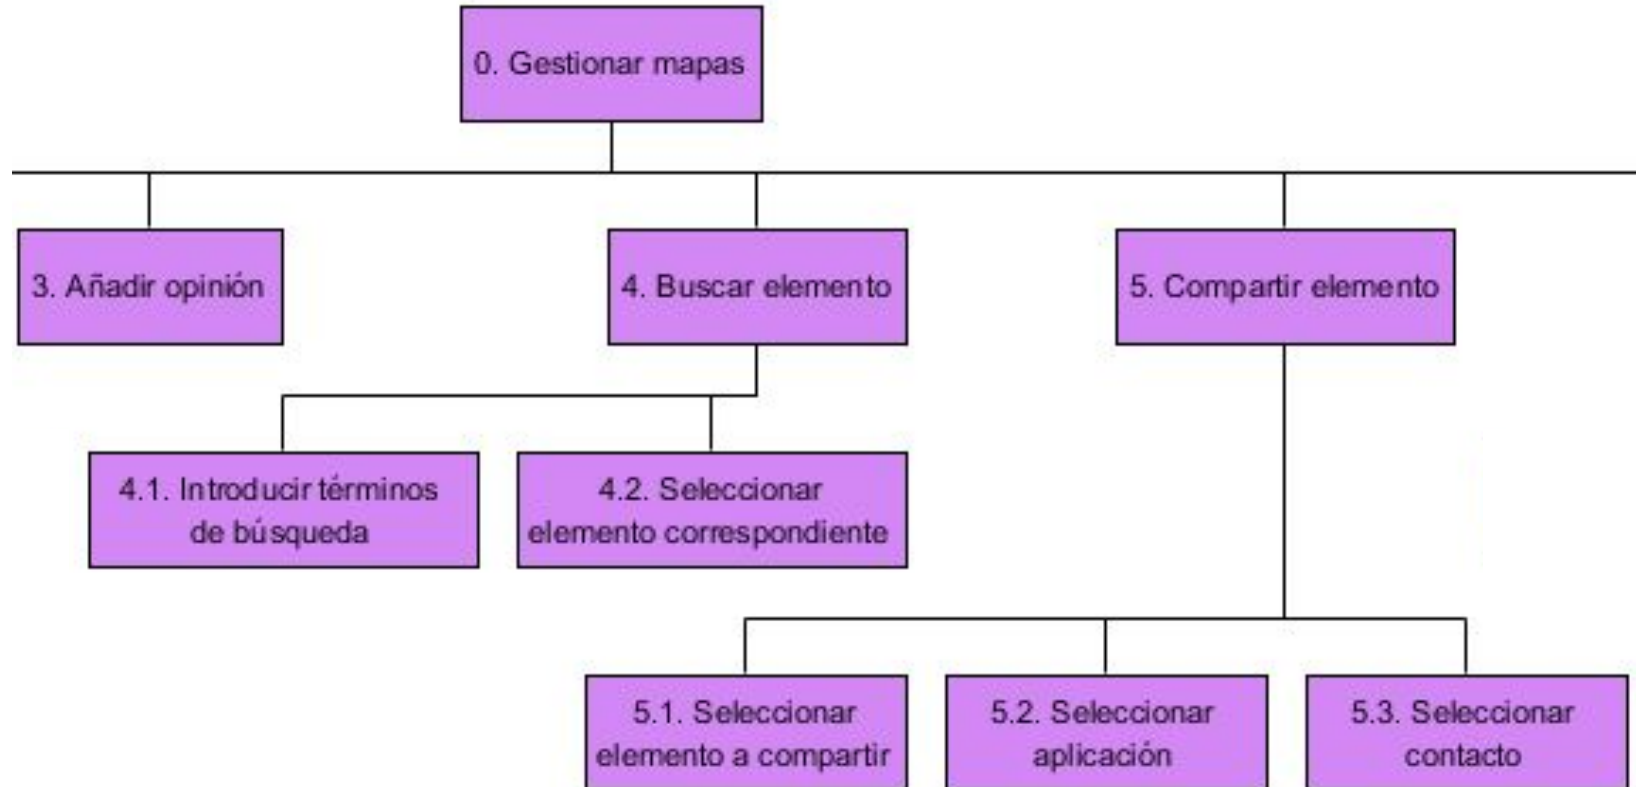 0. Gestionar mapas
3. Añadir opinión
4. Buscar elemento
5. Compartir elemento
4.1. Introducir términos
de búsqueda
4.2. Seleccionar
elemento correspondiente
5.1. Seleccionar
elemento a compartir
5.2. Seleccionar
aplicación
5.3. Seleccionar
contacto